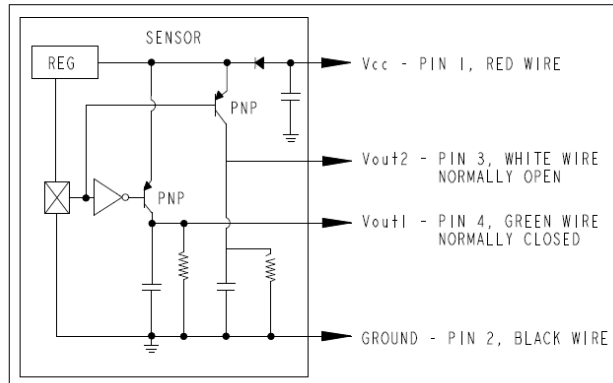 SENSOR
REG
Vcc - PIN 1, RED WIRE
PNP
Vout2 - PIN 3, WHITE WIRE
NORMALLY OPEN
PNP
Vout1 - PIN 4, GREEN WIRE
NORMALLY CLOSED
GROUND - PIN 2, BLACK WIRE